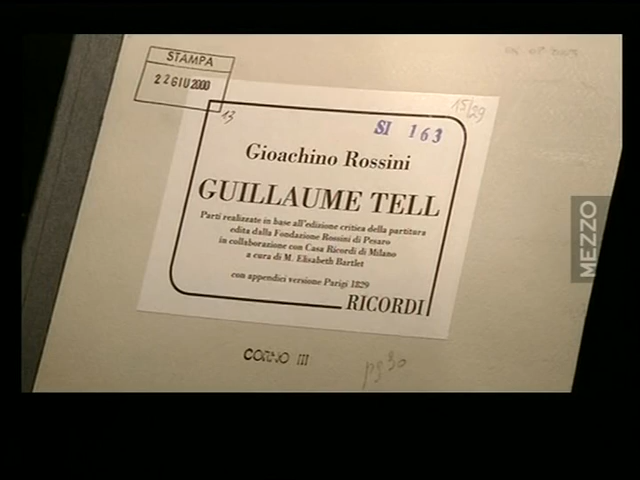 STAMPA
22 GIU 2000
13
15/29
SI 163
Gioachino Rossini
GUILLAUME TELL
Parti realizzate in base all'edizione critica della partitura
edita dalla Fondazione Rossini di Pesaro
in collaborazione con Casa Ricordi di Milano
a cura di M. Elisabeth Bartlet
con appendici versione Parigi 1829
RICORDI
CORNO III
MEZZO